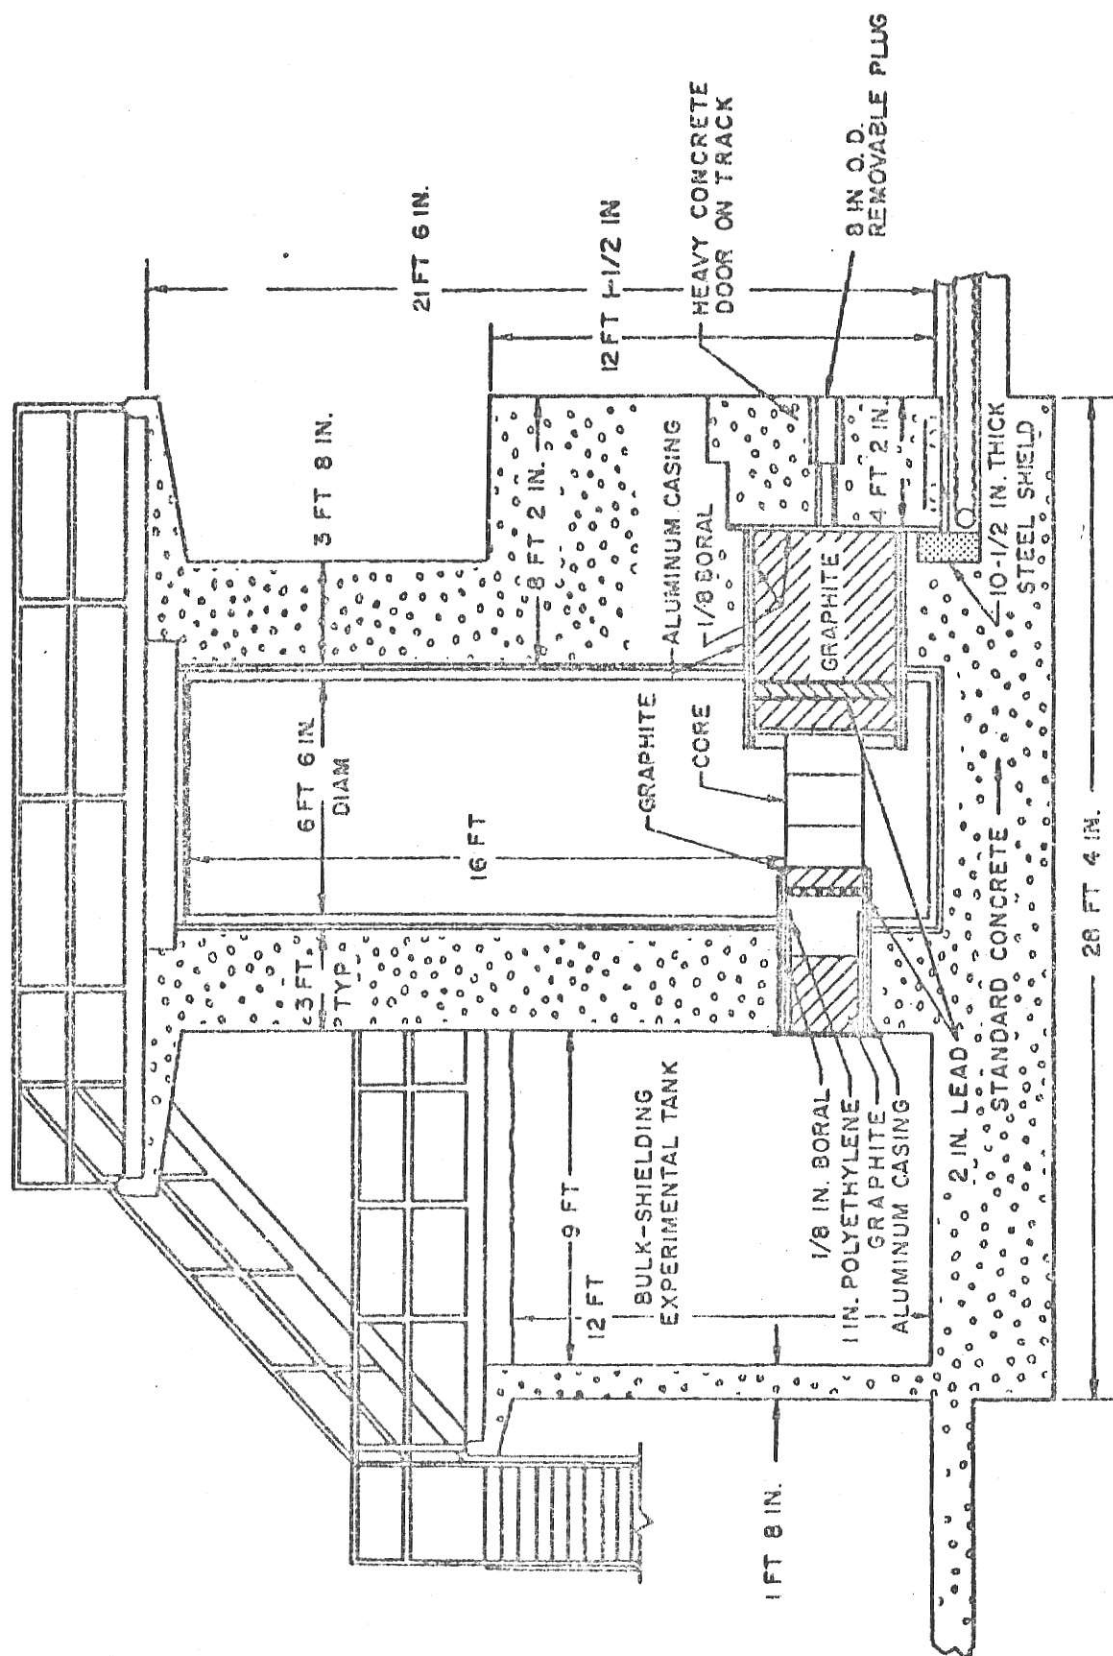 21 FT 6 IN.
12 FT 1-1/2 IN
HEAVY CONCRETE
DOOR ON TRACK
8 IN O.D.
REMOVABLE PLUG
3 FT 8 IN.
8 FT 2 IN.
ALUMINUM CASING
1/8 BORAL
GRAPHITE
4 FT 2 IN.
10-1/2 IN. THICK
STEEL SHIELD
6 FT 6 IN
DIAM
16 FT
GRAPHITE
CORE
3 FT.
TYP
9 FT
12 FT
BULK-SHIELDING
EXPERIMENTAL TANK
1/8 IN. BORAL
1 IN. POLYETHYLENE
GRAPHITE
ALUMINUM CASING
2 IN. LEAD
STANDARD CONCRETE
1 FT 8 IN.
28 FT 4 IN.